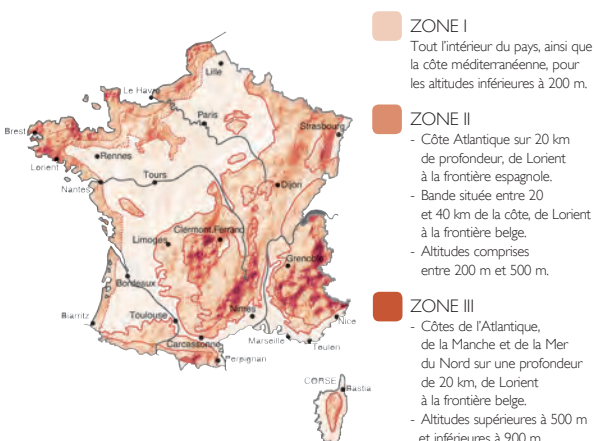 ZONE I
Tout l'intérieur du pays, ainsi que
la côte méditerranéenne, pour
les altitudes inférieures à 200 m.
ZONE II
- Côte Atlantique sur 20 km
de profondeur, de Lorient
à la frontière espagnole.
- Bande située entre 20
et 40 km de la côte, de Lorient
à la frontière belge.
- Altitudes comprises
entre 200 m et 500 m.
ZONE III
- Côtes de l'Atlantique,
de la Manche et de la Mer
du Nord sur une profondeur
de 20 km, de Lorient
à la frontière belge.
- Altitudes supérieures à 500 m
et inférieures à 900 m
Lille
Le Havre
Paris
Strasbourg
Brest
Rennes
Lorient
Tours
Nantes
Dijon
Clermont.Ferrand
Limoges
Grenoble
Bordeaux
Biarritz
Toulouse
Nimes
Nice
Carcassonne
Marseille
Toulon
Perpignan
CORSE
Bastia